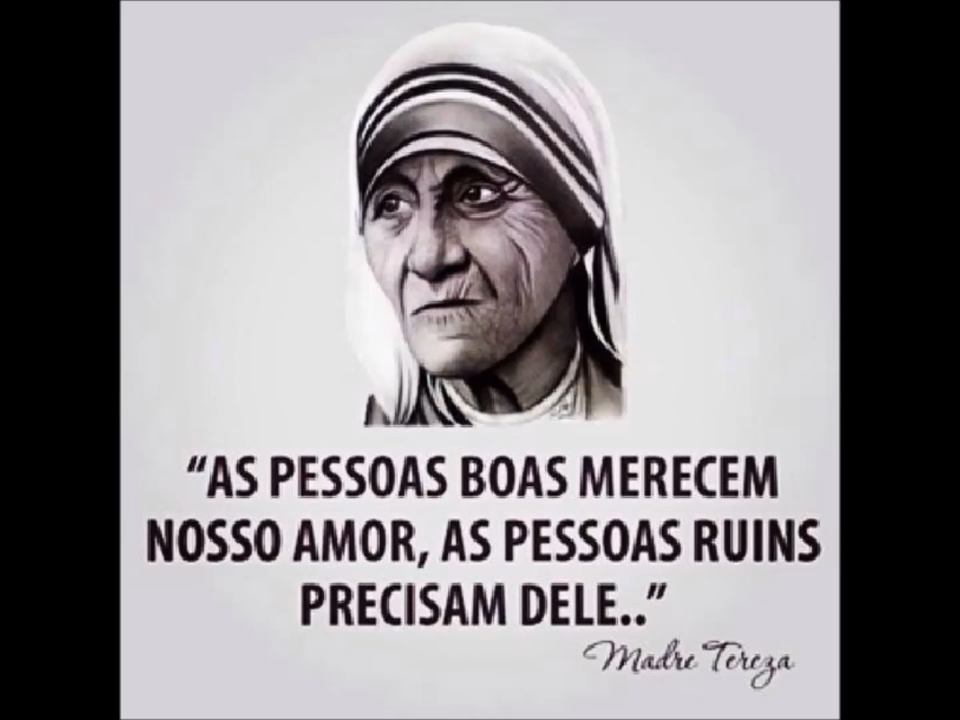 “AS PESSOAS BOAS MERECEM
NOSSO AMOR, AS PESSOAS RUINS
PRECISAM DELE..”
Madre Tereza